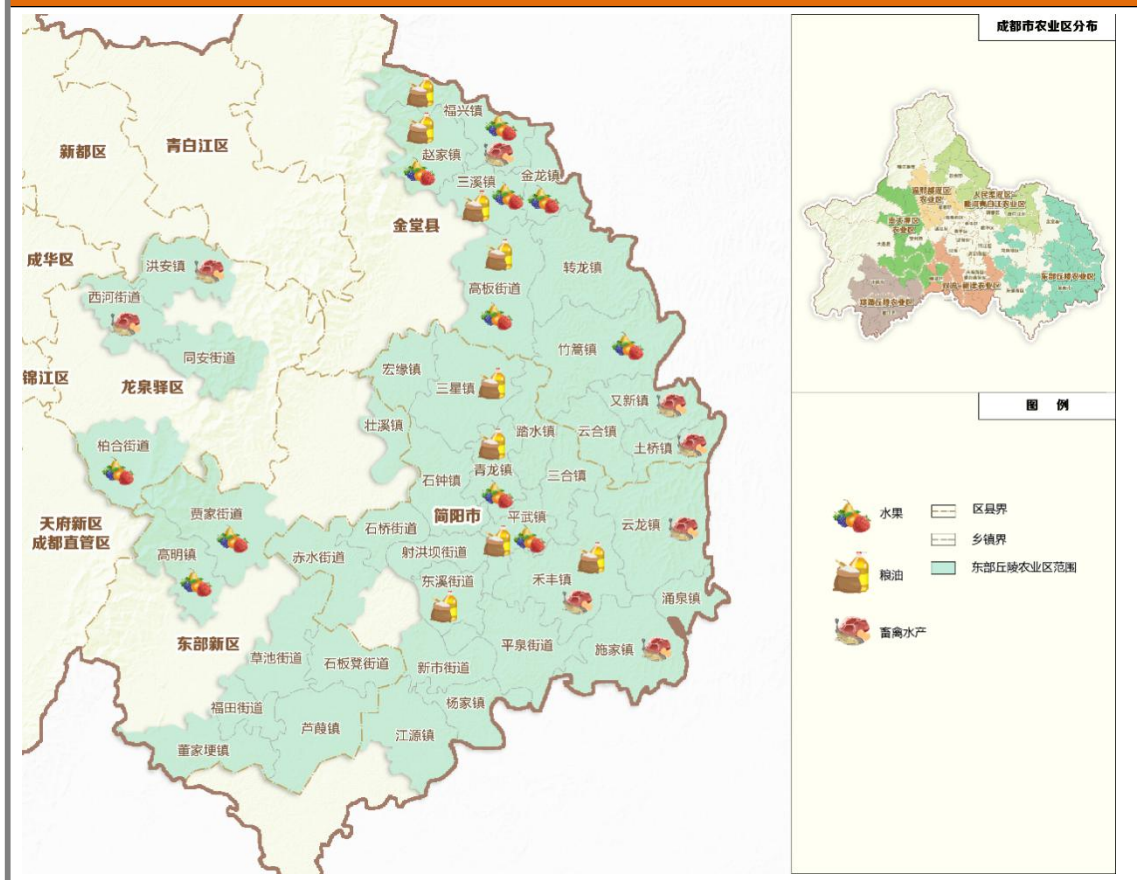 成都市农业区分布
新都区
青白江区
成华区
锦江区
金堂县
龙泉驿区
天府新区
成都直管区
简阳市
东部新区
福兴镇
赵家镇
三溪镇
金龙镇
洪安镇
西河街道
同安街道
转龙镇
高板街道
竹篙镇
宏缘镇
三星镇
又新镇
壮溪镇
踏水镇
云合镇
土桥镇
柏合街道
青龙镇
石钟镇
三合镇
贾家街道
石桥街道
平武镇
云龙镇
高明镇
赤水街道
射洪坝街道
东溪街道
禾丰镇
涌泉镇
草池街道
石板凳街道
新市街道
平泉街道
施家镇
福田街道
芦葭镇
杨家镇
江源镇
董家埂镇
东部丘陵农业区
图 例
水果
区县界
乡镇界
粮油
东部丘陵农业区范围
畜禽水产